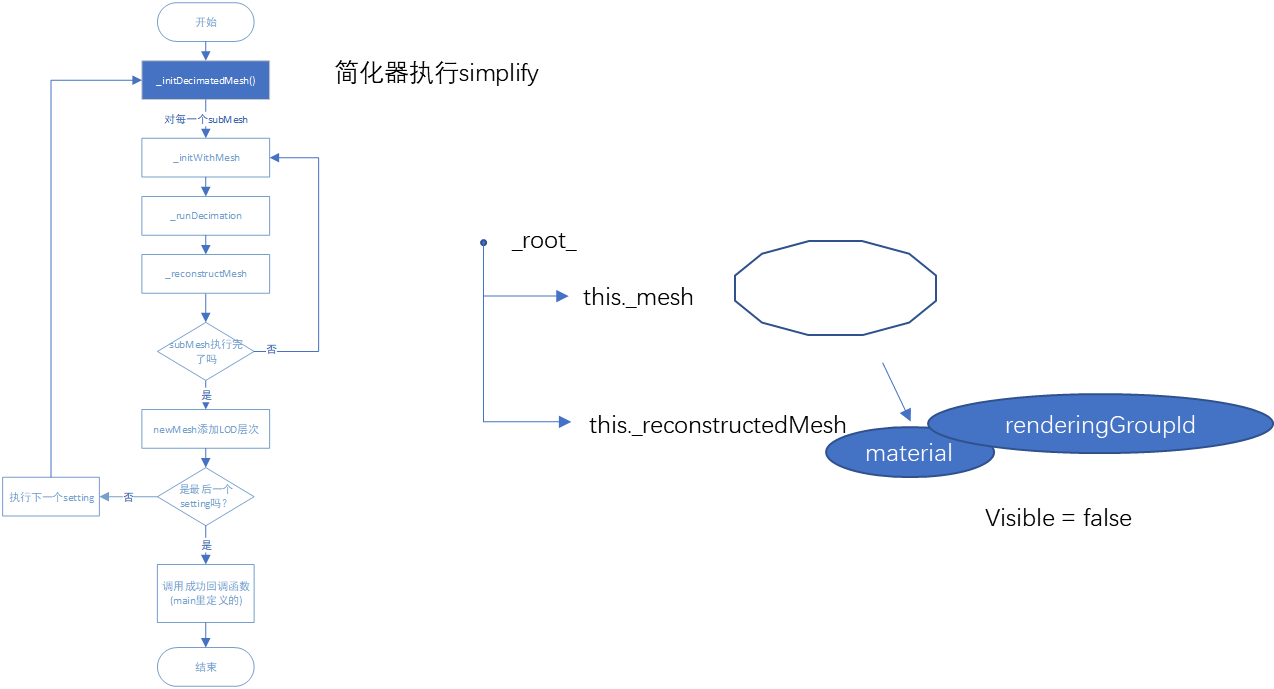 开始
_initDecimatedMesh()
对每一个subMesh
_initWithMesh
_runDecimation
_reconstructMesh
subMesh执行完
了吗
否
是
newMesh添加LOD层次
是最后一个
setting吗?
否
执行下一个setting
是
调用成功回调函数
(main里定义的)
结束
简化器执行simplify
_root_
this._mesh
this._reconstructedMesh
material
renderingGroupId
Visible = false